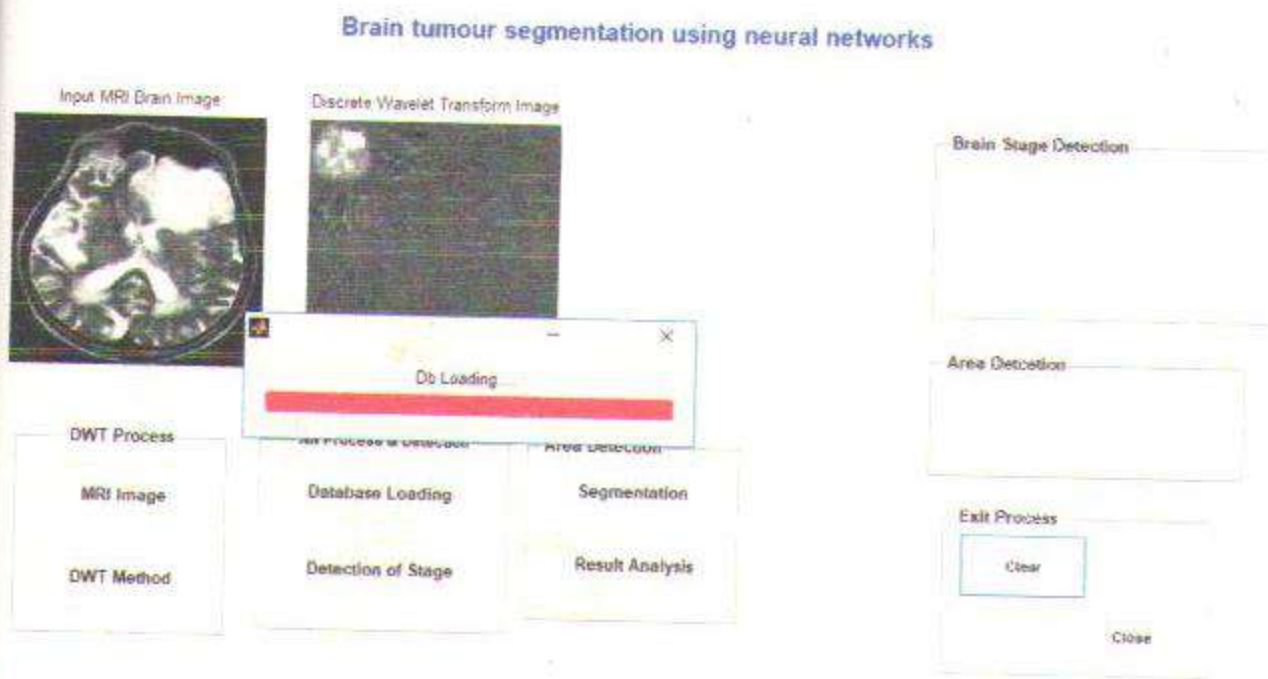 Brain tumour segmentation using neural networks
Input MRI Brain Image
Discrete Wavelet Transform Image
Brain Stage Detection
Db Loading...
Area Detcetion
DWT Process
Area Detection
MRI Image
Database Loading
Segmentation
Exit Process
DWT Method
Detection of Stage
Result Analysis
Clear
Close